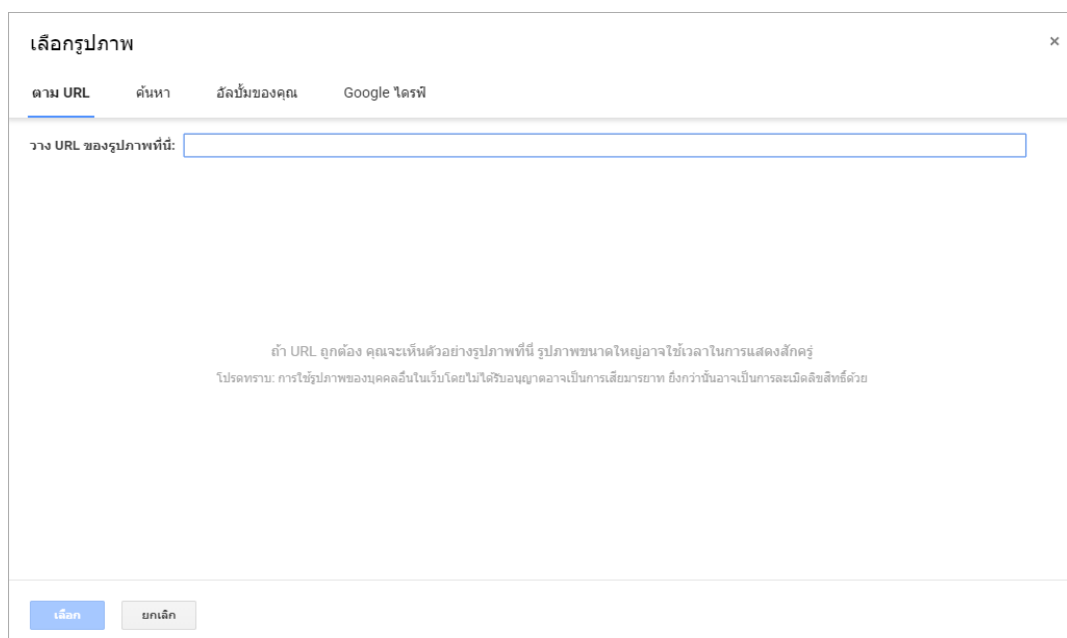 เลือกรูปภาพ ×
ตาม URL ค้นหา อัลบั้มของคุณ Google ไดรฟ์
วาง URL ของรูปภาพที่นี่:
ถ้า URL ถูกต้อง คุณจะเห็นตัวอย่างรูปภาพที่นี่ รูปภาพขนาดใหญ่อาจใช้เวลาในการแสดงสักครู่
โปรดทราบ: การใช้รูปภาพของบุคคลอื่นในเว็บโดยไม่ได้รับอนุญาตอาจเป็นการเสียมารยาท ยิ่งกว่านั้นอาจเป็นการละเมิดลิขสิทธิ์ด้วย
เลือก ยกเลิก